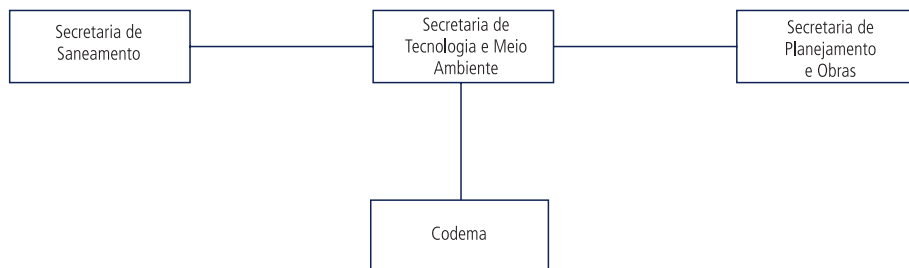 Secretaria de
Saneamento
Secretaria de
Tecnologia e Meio
Ambiente
Secretaria de
Planejamento
e Obras
Codema